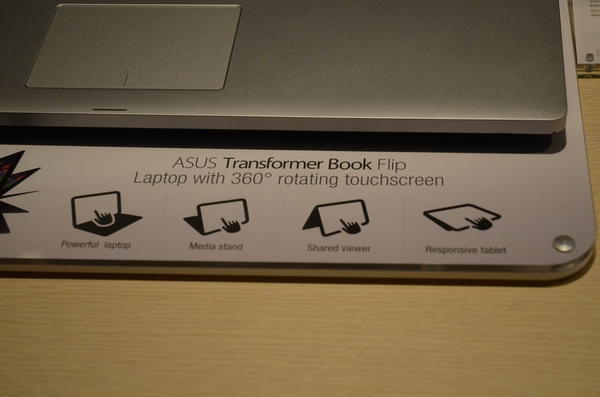 ASUS Transformer Book Flip
Laptop with 360° rotating touchscreen
Powerful laptop
Media stand
Shared viewer
Responsive tablet